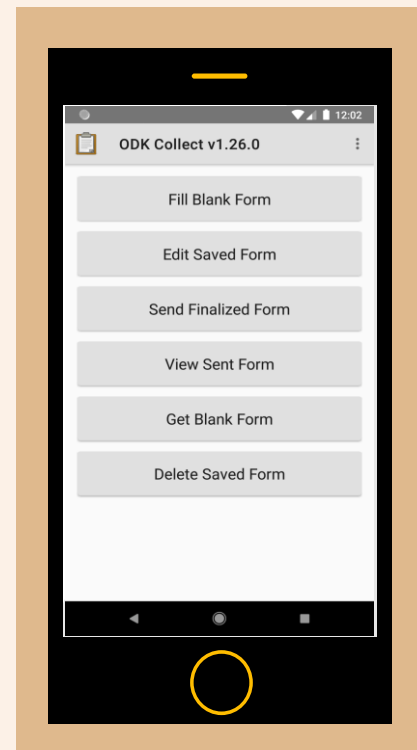 12:02
ODK Collect v1.26.0
Fill Blank Form
Edit Saved Form
Send Finalized Form
View Sent Form
Get Blank Form
Delete Saved Form